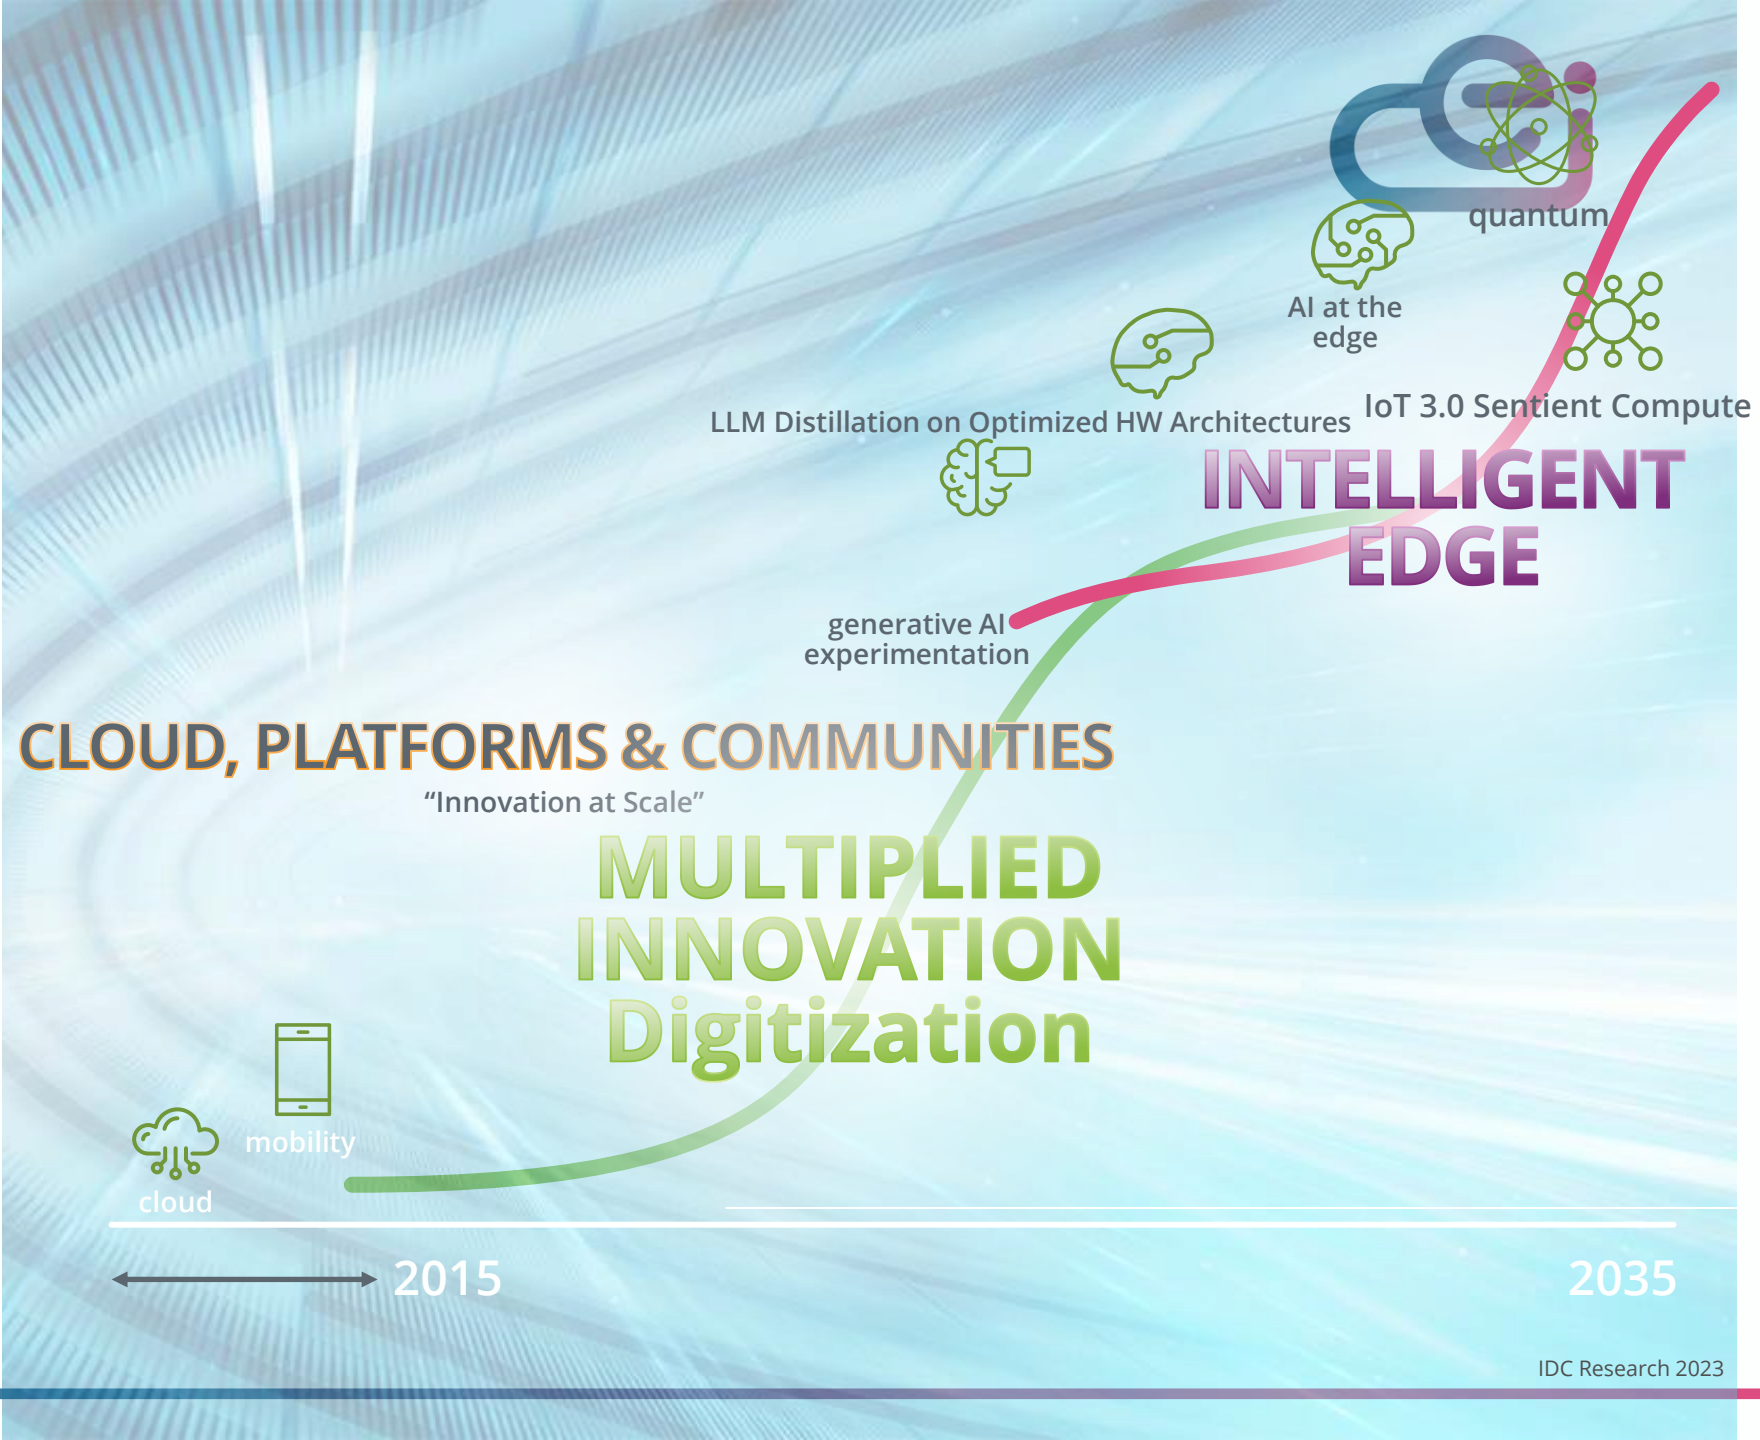 quantum
AI at the
edge
IoT 3.0 Sentient Compute
LLM Distillation on Optimized HW Architectures
INTELLIGENT
EDGE
generative AI
experimentation
CLOUD, PLATFORMS & COMMUNITIES
“Innovation at Scale”
MULTIPLIED
INNOVATION
Digitization
mobility
cloud
2015
2035
IDC Research 2023